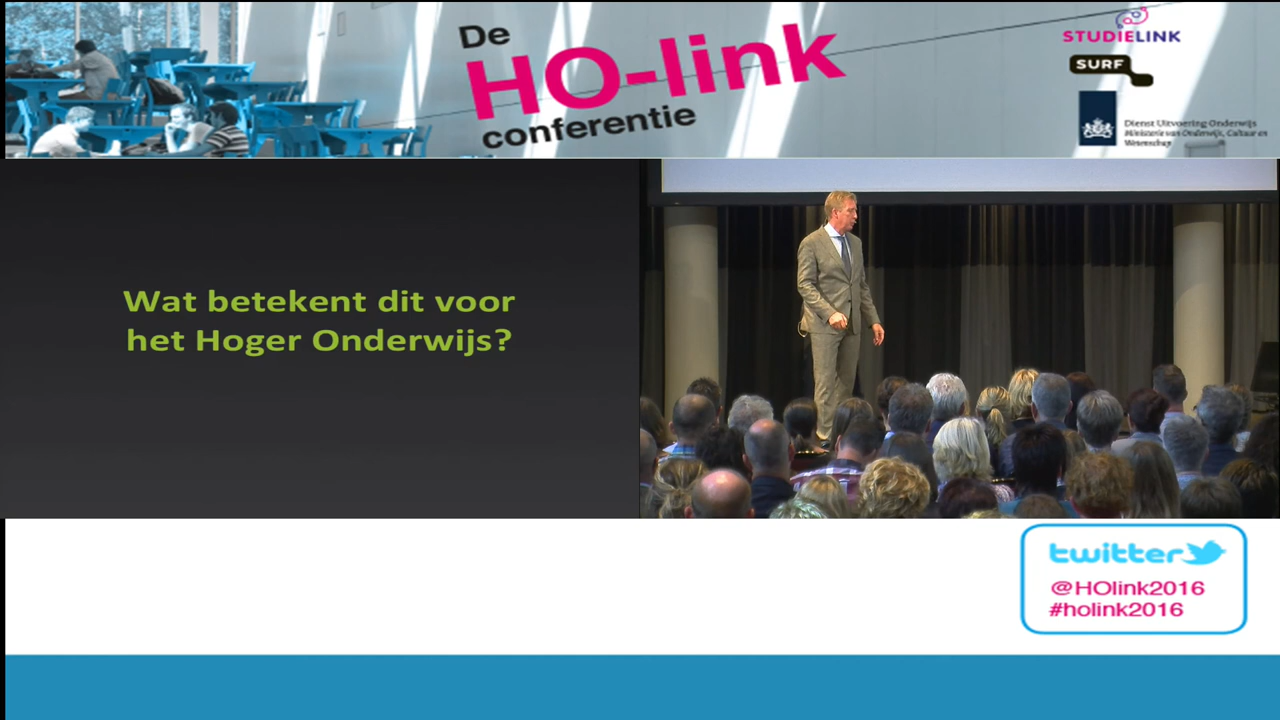 De
HO-link
conferentie
STUDIELINK
SURF
Dienst Uitvoering Onderwijs
Ministerie van Onderwijs, Cultuur en
Wetenschap
Wat betekent dit voor
het Hoger Onderwijs?
twitter
@HOlink2016
#holink2016